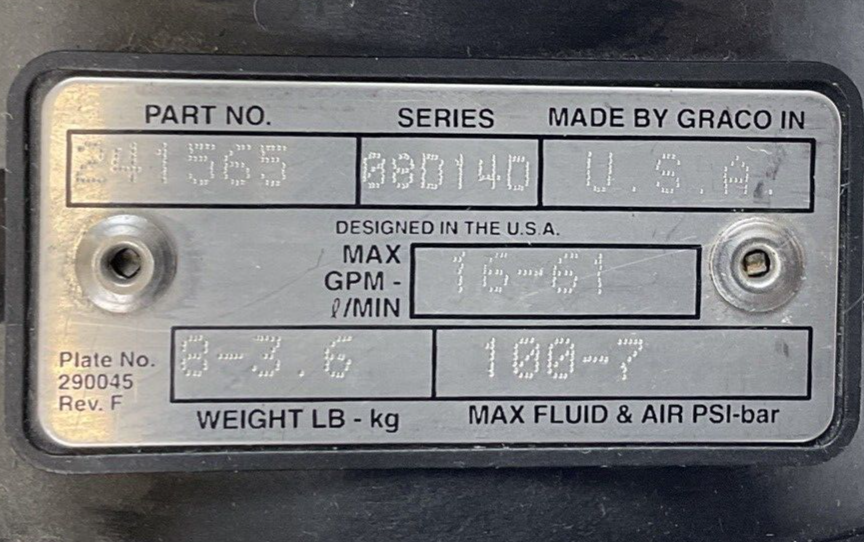 PART NO. SERIES MADE BY GRACO IN
241565 08D14D U.S.A.
DESIGNED IN THE U.S.A.
MAX
GPM - 16-61
ℓ/MIN
Plate No. 8-3.6 100-7
290045
Rev. F
WEIGHT LB - kg MAX FLUID & AIR PSI-bar